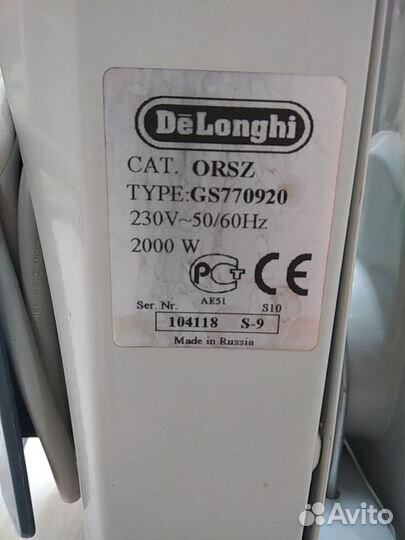 DeLonghi
CAT. ORSZ
TYPE:GS770920
230V~50/60Hz
2000 W
РСТ CE
AE51 S10
Ser. Nr.
104118 S-9
Made in Russia
Avito